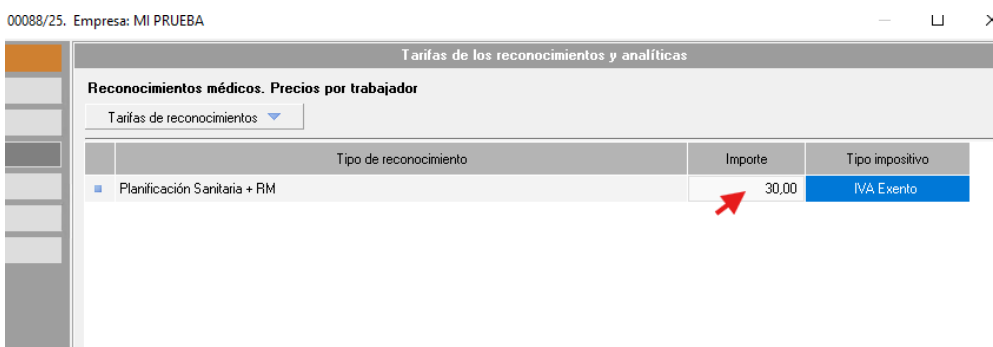 00088/25. Empresa: MI PRUEBA
Tarifas de los reconocimientos y analíticas
Reconocimientos médicos. Precios por trabajador
Tarifas de reconocimientos
Tipo de reconocimiento Importe Tipo impositivo
Planificación Sanitaria + RM 30,00 IVA Exento